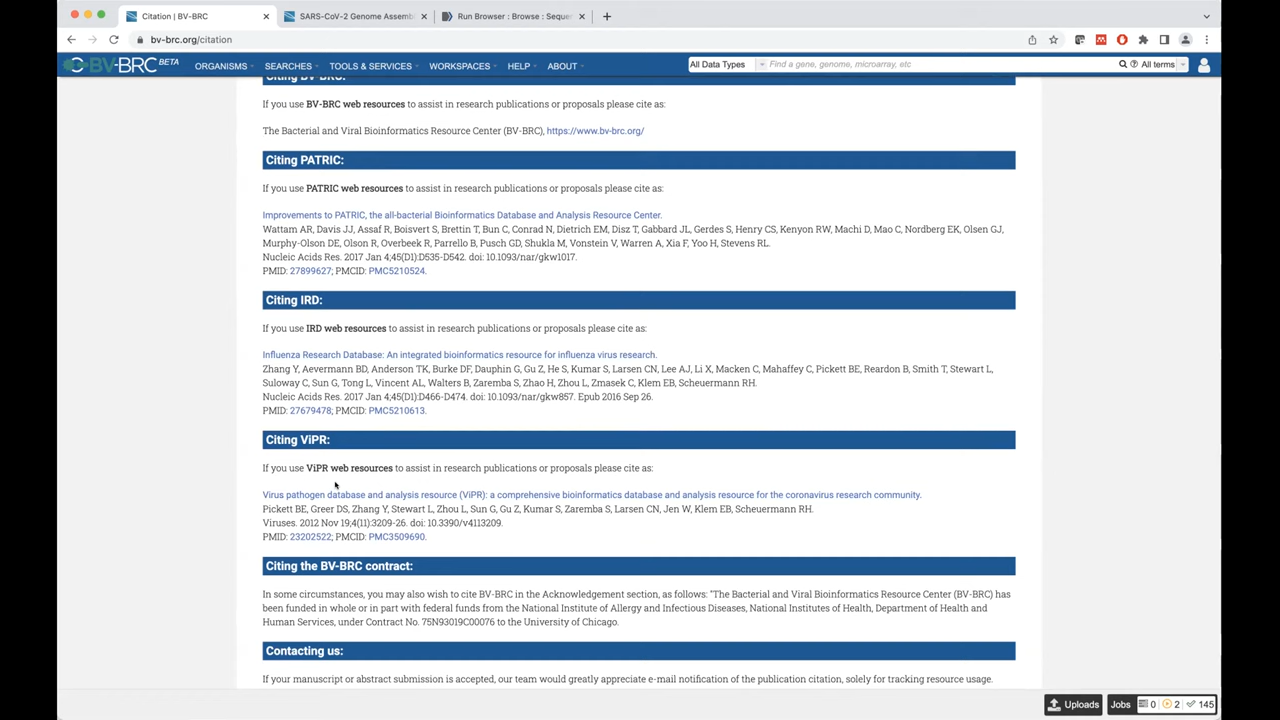 Citation | BV-BRC
SARS-CoV-2 Genome Assemb
Run Browser : Browse : Seque
bv-brc.org/citation
BV-BRC BETA
ORGANISMS
SEARCHES
TOOLS & SERVICES
WORKSPACES
HELP
ABOUT
All Data Types
Find a gene, genome, microarray, etc
All terms
Citing BV-BRC:
If you use BV-BRC web resources to assist in research publications or proposals please cite as:
The Bacterial and Viral Bioinformatics Resource Center (BV-BRC), https://www.bv-brc.org/
Citing PATRIC:
If you use PATRIC web resources to assist in research publications or proposals please cite as:
Improvements to PATRIC, the all-bacterial Bioinformatics Database and Analysis Resource Center.
Wattam AR, Davis JJ, Assaf R, Boisvert S, Brettin T, Bun C, Conrad N, Dietrich EM, Disz T, Gabbard JL, Gerdes S, Henry CS, Kenyon RW, Machi D, Mao C, Nordberg EK, Olsen GJ,
Murphy-Olson DE, Olson R, Overbeek R, Parrello B, Pusch GD, Shukla M, Vonstein V, Warren A, Xia F, Yoo H, Stevens RL.
Nucleic Acids Res. 2017 Jan 4;45(D1):D535-D542. doi: 10.1093/nar/gkw1017.
PMID: 27899627; PMCID: PMC5210524.
Citing IRD:
If you use IRD web resources to assist in research publications or proposals please cite as:
Influenza Research Database: An integrated bioinformatics resource for influenza virus research.
Zhang Y, Aevermann BD, Anderson TK, Burke DF, Dauphin G, Gu Z, He S, Kumar S, Larsen CN, Lee AJ, Li X, Macken C, Mahaffey C, Pickett BE, Reardon B, Smith T, Stewart L,
Suloway C, Sun G, Tong L, Vincent AL, Walters B, Zaremba S, Zhao H, Zhou L, Zmasek C, Klem EB, Scheuermann RH.
Nucleic Acids Res. 2017 Jan 4;45(D1):D466-D474. doi: 10.1093/nar/gkw857. Epub 2016 Sep 26.
PMID: 27679478; PMCID: PMC5210613.
Citing ViPR:
If you use ViPR web resources to assist in research publications or proposals please cite as:
Virus pathogen database and analysis resource (ViPR): a comprehensive bioinformatics database and analysis resource for the coronavirus research community.
Pickett BE, Greer DS, Zhang Y, Stewart L, Zhou L, Sun G, Gu Z, Kumar S, Zaremba S, Larsen CN, Jen W, Klem EB, Scheuermann RH.
Viruses. 2012 Nov 19;4(11):3209-26. doi: 10.3390/v4113209.
PMID: 23202522; PMCID: PMC3509690.
Citing the BV-BRC contract:
In some circumstances, you may also wish to cite BV-BRC in the Acknowledgement section, as follows: "The Bacterial and Viral Bioinformatics Resource Center (BV-BRC) has
been funded in whole or in part with federal funds from the National Institute of Allergy and Infectious Diseases, National Institutes of Health, Department of Health and
Human Services, under Contract No. 75N93019C00076 to the University of Chicago.
Contacting us:
If your manuscript or abstract submission is accepted, our team would greatly appreciate e-mail notification of the publication citation, solely for tracking resource usage.
Uploads
Jobs 0 2 145